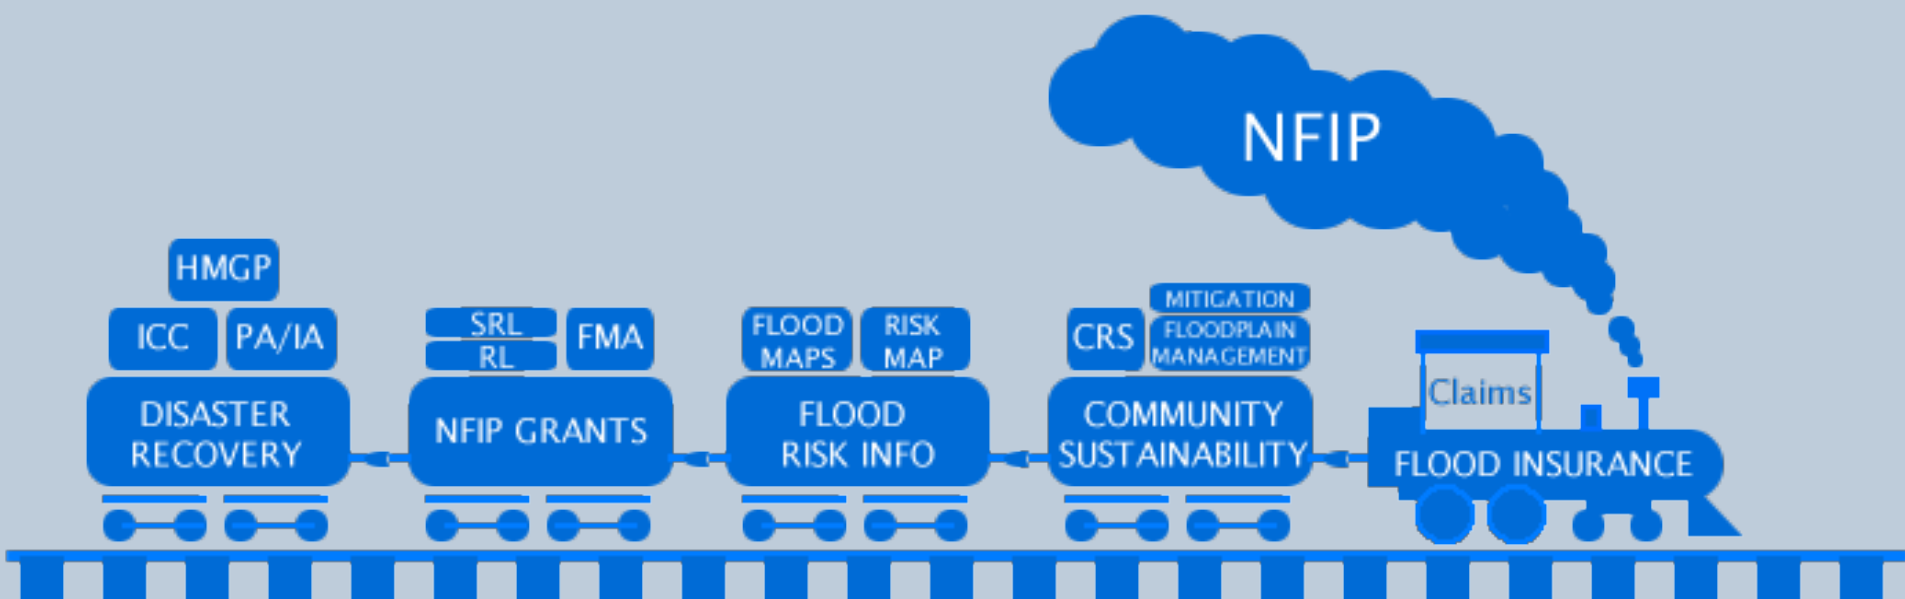 NFIP
HMGP
ICC
PA/IA
DISASTER
RECOVERY
SRL
RL
FMA
NFIP GRANTS
FLOOD
MAPS
RISK
MAP
FLOOD
RISK INFO
CRS
MITIGATION
FLOODPLAIN
MANAGEMENT
COMMUNITY
SUSTAINABILITY
Claims
FLOOD INSURANCE